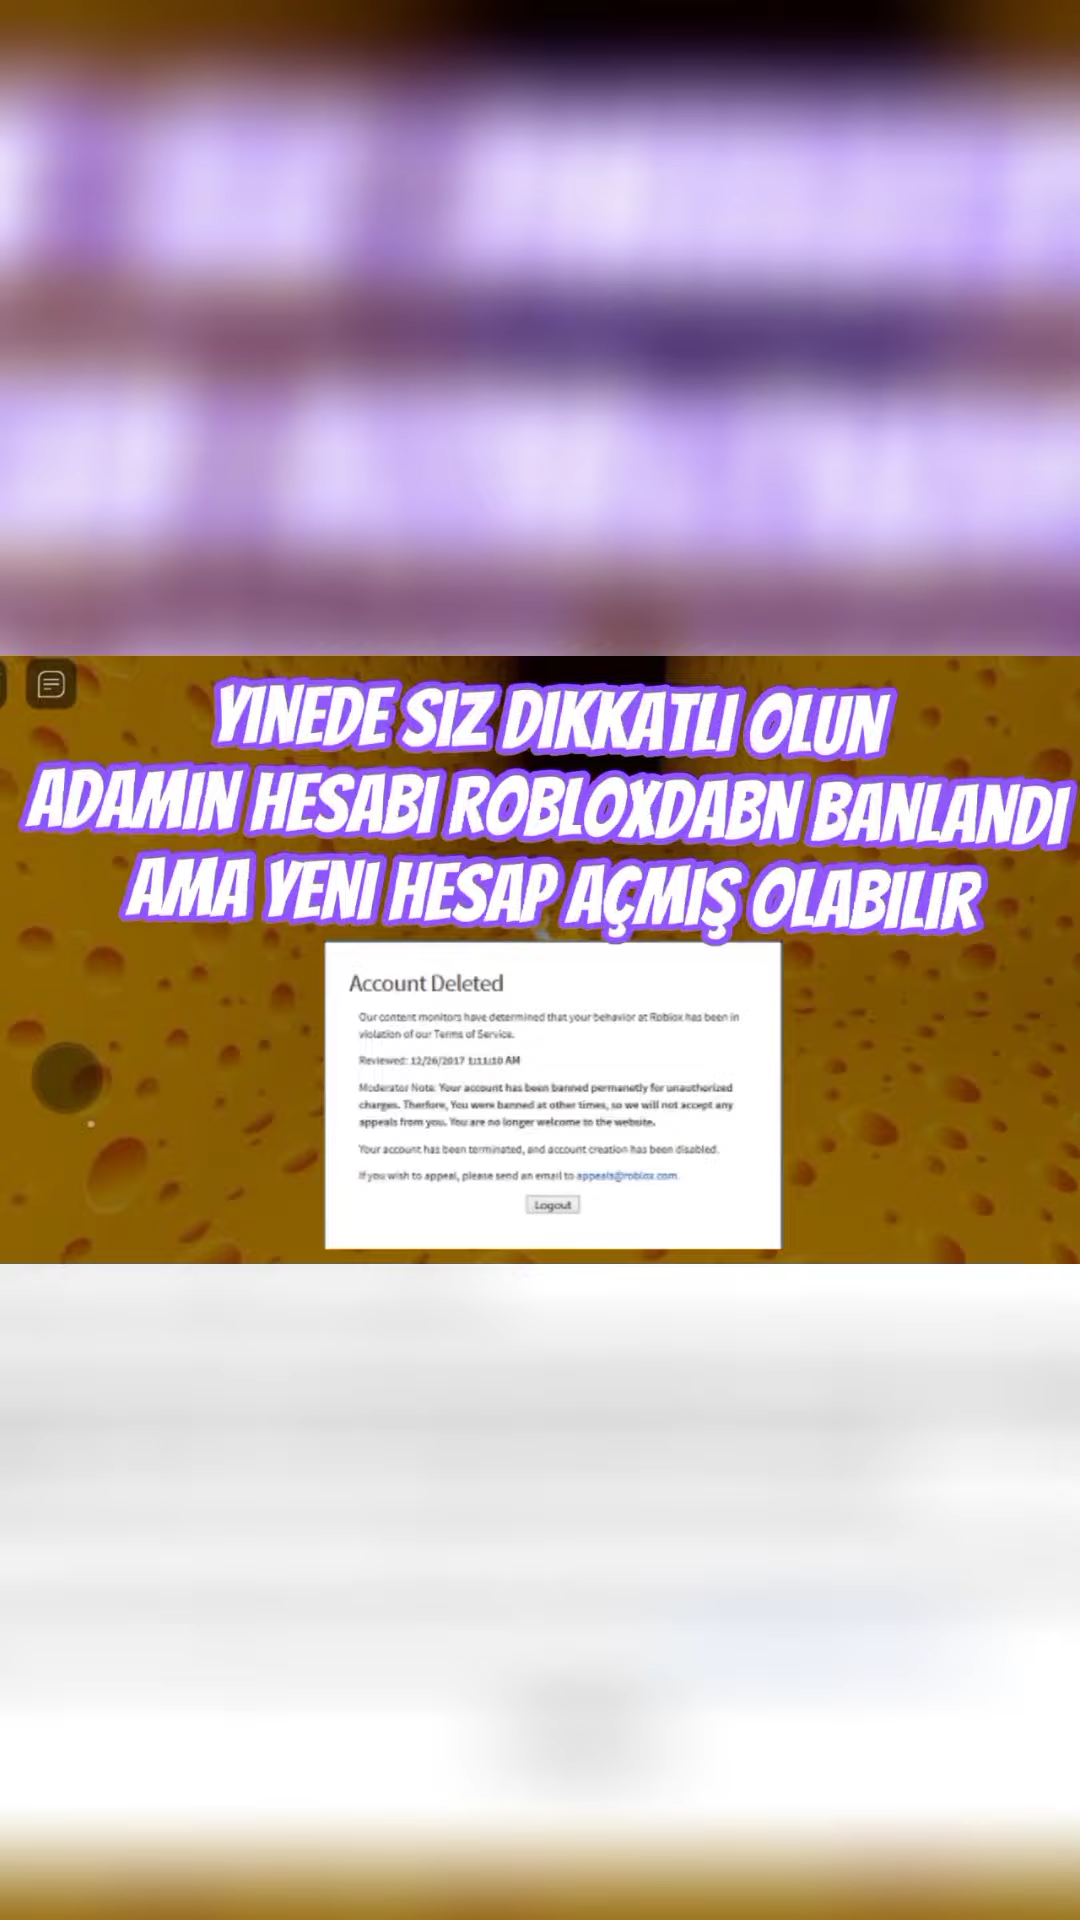 YINEDE SIZ DIKKATLI OLUN
ADAMIN HESABI ROBLOXDABN BANLANDI
AMA YENI HESAP AÇMIŞ OLABILIR
Account Deleted
Our content monitors have determined that your behavior at Roblox has been in
violation of our Terms of Service.
Reviewed: 12/26/2017 1:11:10 AM
Moderator Note: Your account has been banned permanetly for unauthorized
charges. Therfore, You were banned at other times, so we will not accept any
appeals from you. You are no longer welcome to the website.
Your account has been terminated, and account creation has been disabled.
If you wish to appeal, please send an email to appeals@roblox.com.
Logout